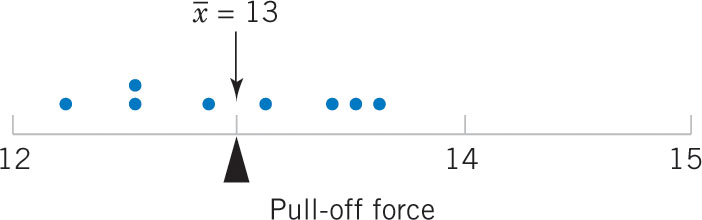 x̅ = 13
12 14 15
Pull-off force